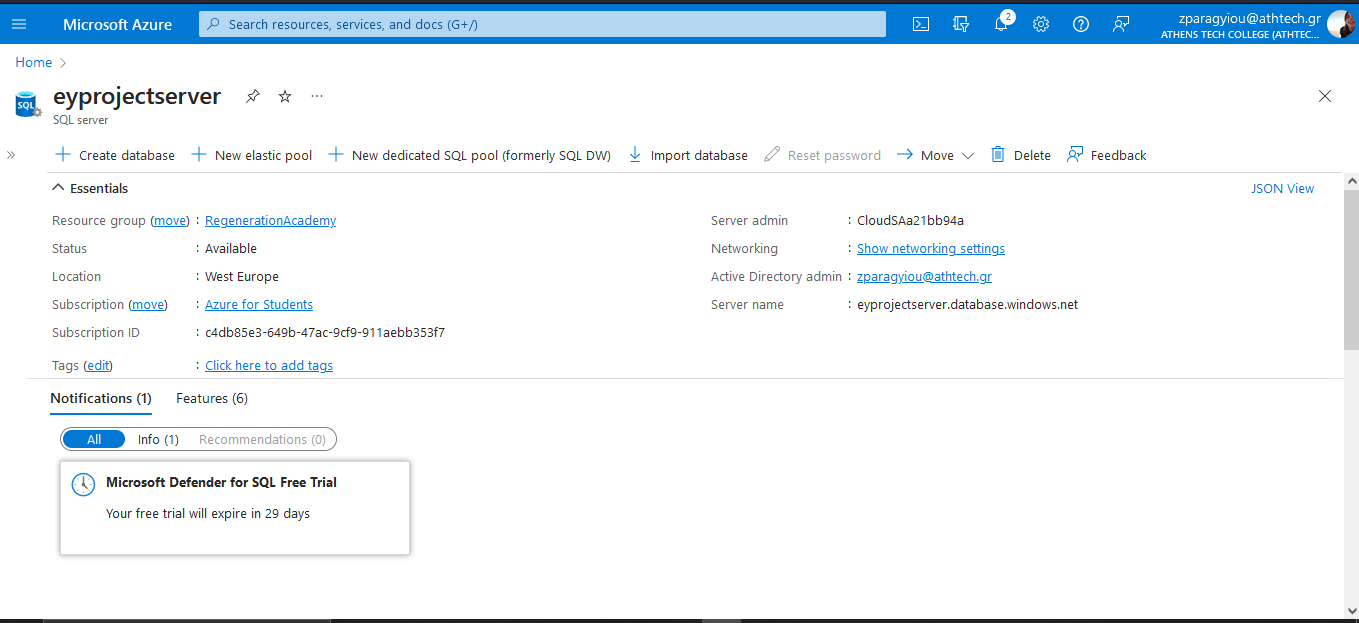 Microsoft Azure
Search resources, services, and docs (G+/)
2
zparagyiou@athtech.gr
ATHENS TECH COLLEGE (ATHTEC...
Home
SQL
eyprojectserver
SQL server
Create database
New elastic pool
New dedicated SQL pool (formerly SQL DW)
Import database
Reset password
Move
Delete
Feedback
Essentials
JSON View
Resource group (move) : RegenerationAcademy
Status : Available
Location : West Europe
Subscription (move) : Azure for Students
Subscription ID : c4db85e3-649b-47ac-9cf9-911aebb353f7
Tags (edit) : Click here to add tags
Server admin : CloudSAa21bb94a
Networking : Show networking settings
Active Directory admin : zparagyiou@athtech.gr
Server name : eyprojectserver.database.windows.net
Notifications (1)
Features (6)
All
Info (1)
Recommendations (0)
Microsoft Defender for SQL Free Trial
Your free trial will expire in 29 days